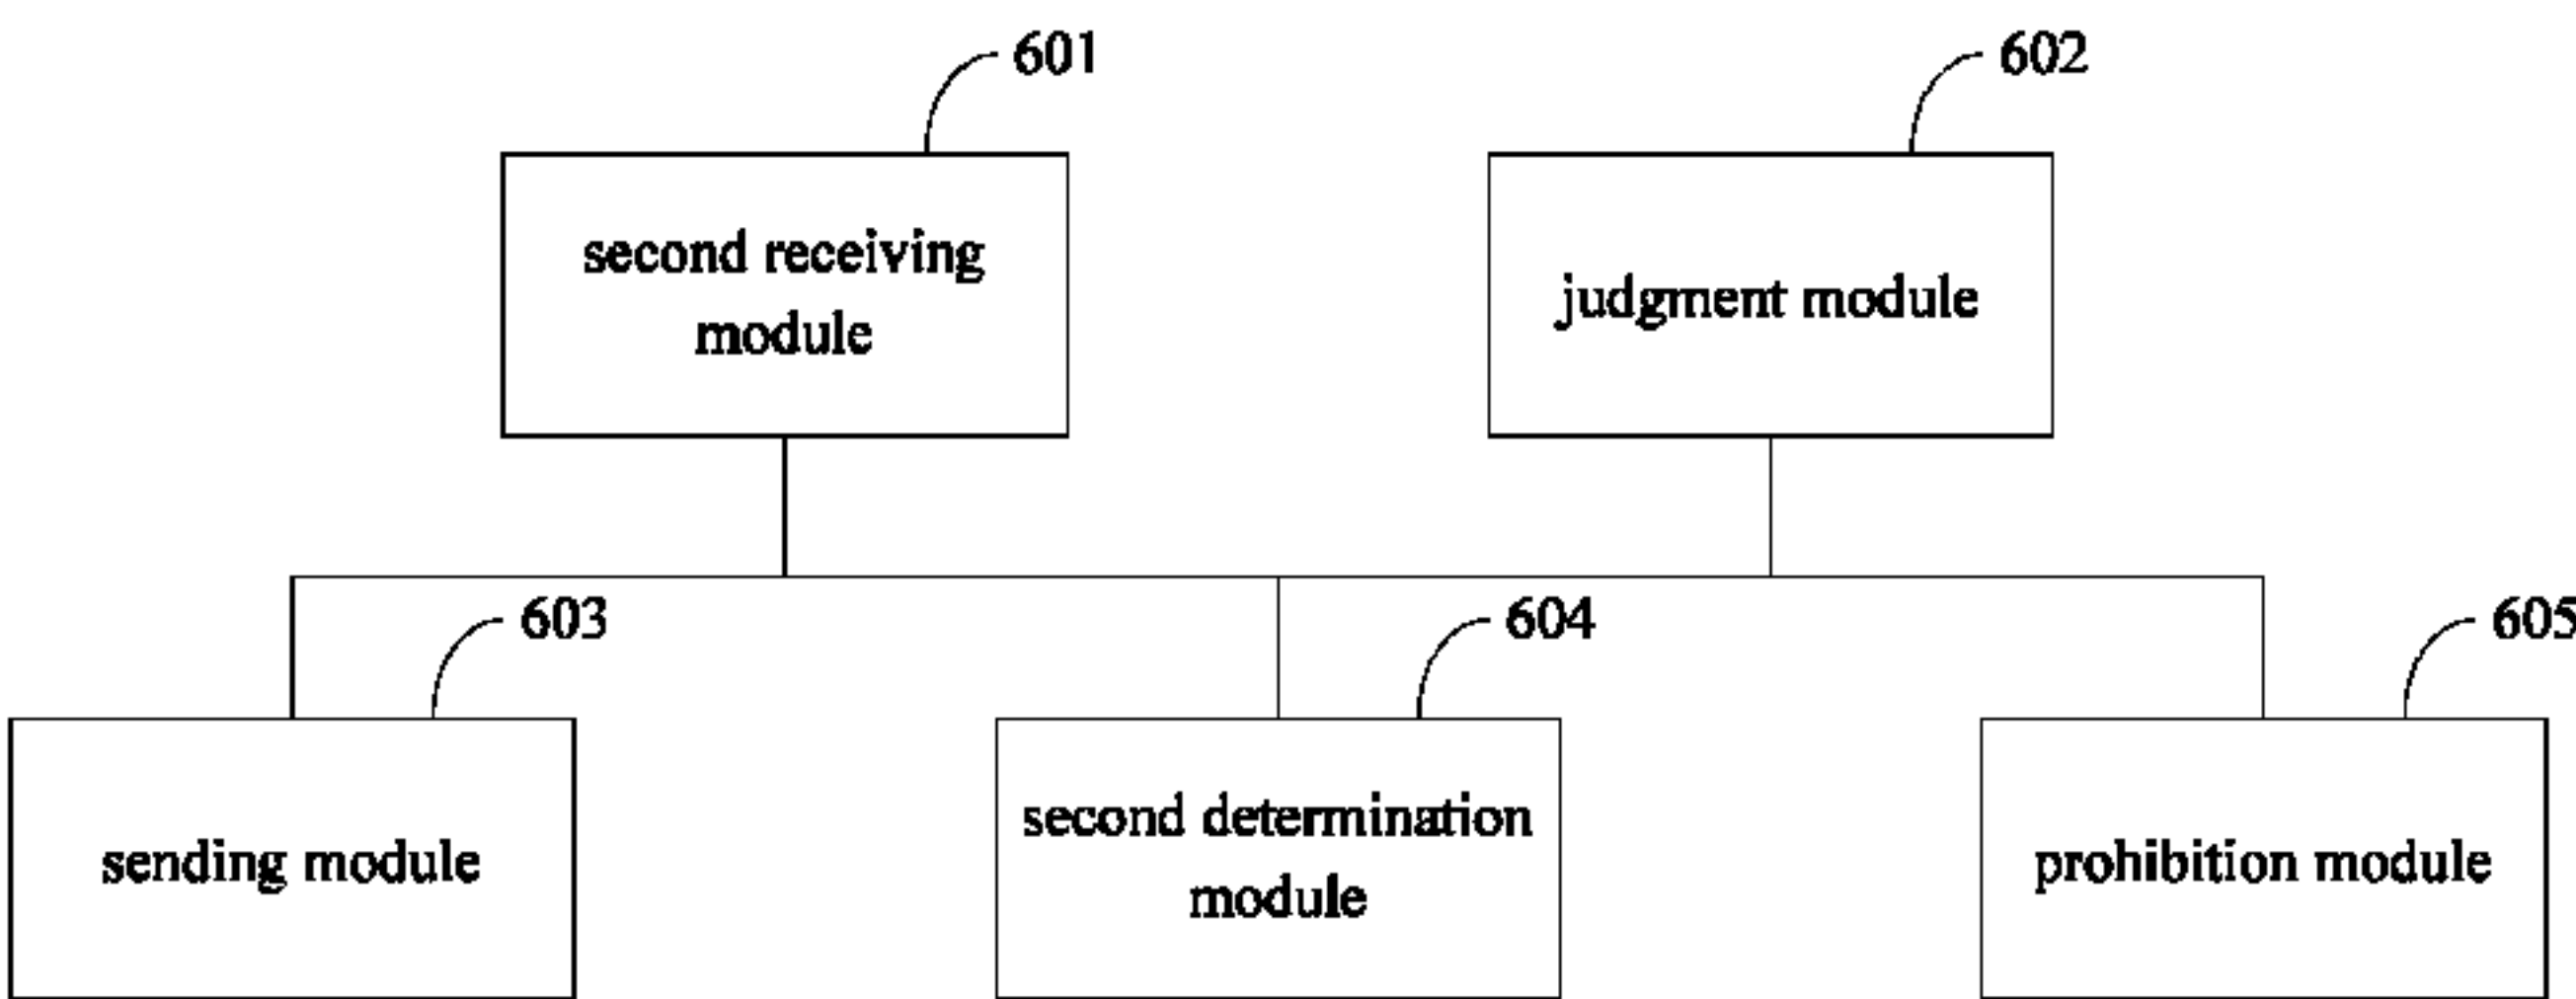 601
602
second receiving
module
judgment module
603
604
605
sending module
second determination
module
prohibition module